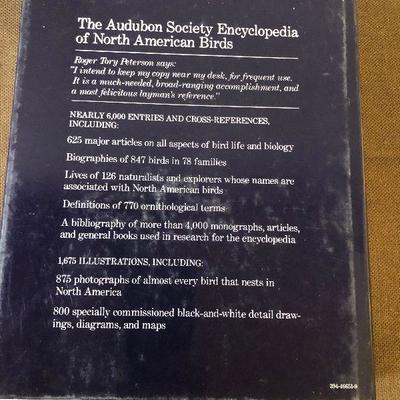 The Audubon Society Encyclopedia
of North American Birds
Roger Tory Peterson says:
"I intend to keep my copy near my desk, for frequent use.
It is a much-needed, broad-ranging accomplishment, and
a most felicitous layman's reference."
NEARLY 6,000 ENTRIES AND CROSS-REFERENCES,
INCLUDING:
625 major articles on all aspects of bird life and biology
Biographies of 847 birds in 78 families
Lives of 126 naturalists and explorers whose names are
associated with North American birds
Definitions of 770 ornithological terms
A bibliography of more than 4,000 monographs, articles,
and general books used in research for the encyclopedia
1,675 ILLUSTRATIONS, INCLUDING:
875 photographs of almost every bird that nests in
North America
800 specially commissioned black-and-white detail draw-
ings, diagrams, and maps
394-46651-9